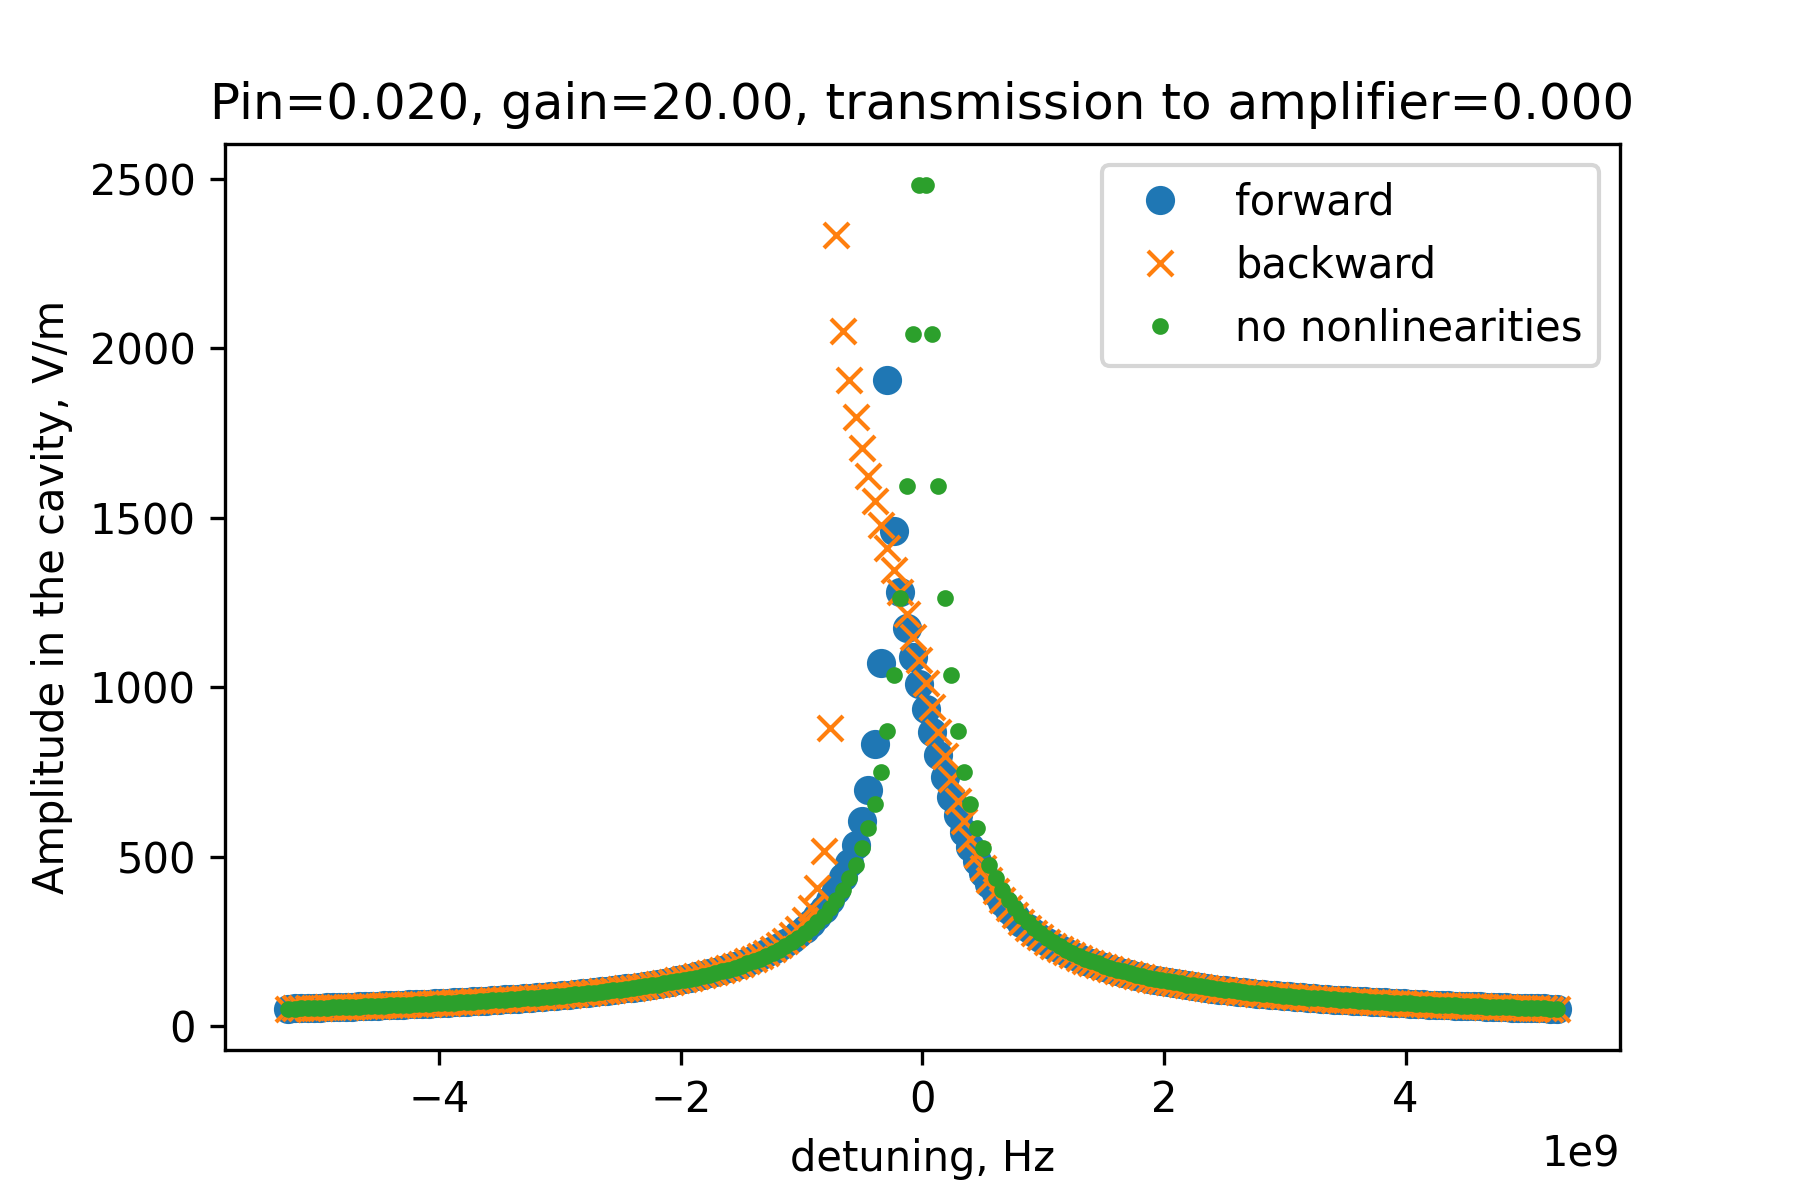 Pin=0.020, gain=20.00, transmission to amplifier=0.000
2500
2000
1500
1000
500
0
Amplitude in the cavity, V/m
forward
backward
no nonlinearities
−4
−2
0
2
4
detuning, Hz
1e9